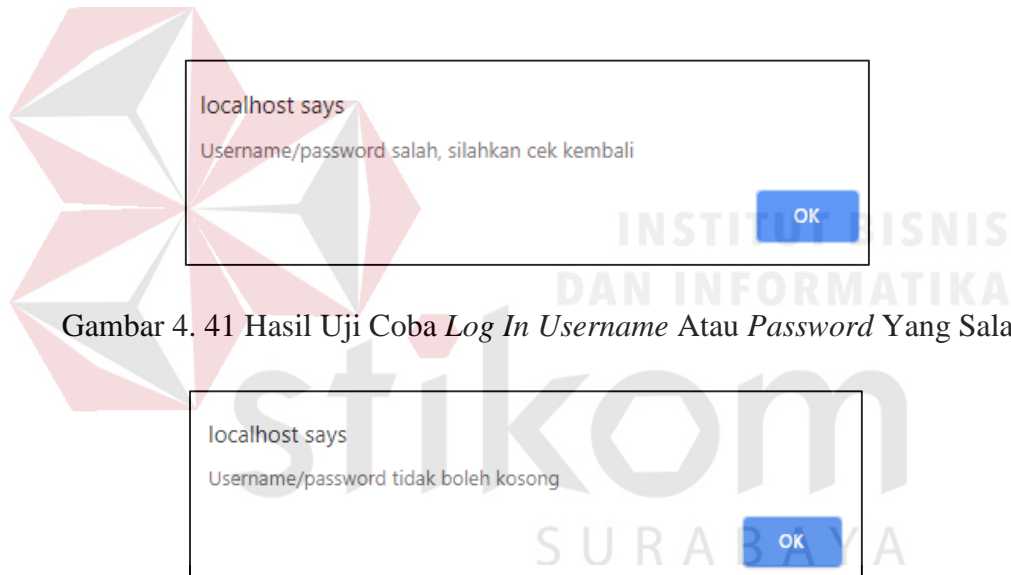 localhost says
Username/password salah, silahkan cek kembali
OK
INSTITUT BISNIS
DAN INFORMATIKA
Gambar 4. 41 Hasil Uji Coba Log In Username Atau Password Yang Sala
stikom
localhost says
Username/password tidak boleh kosong
SURABAYA
OK